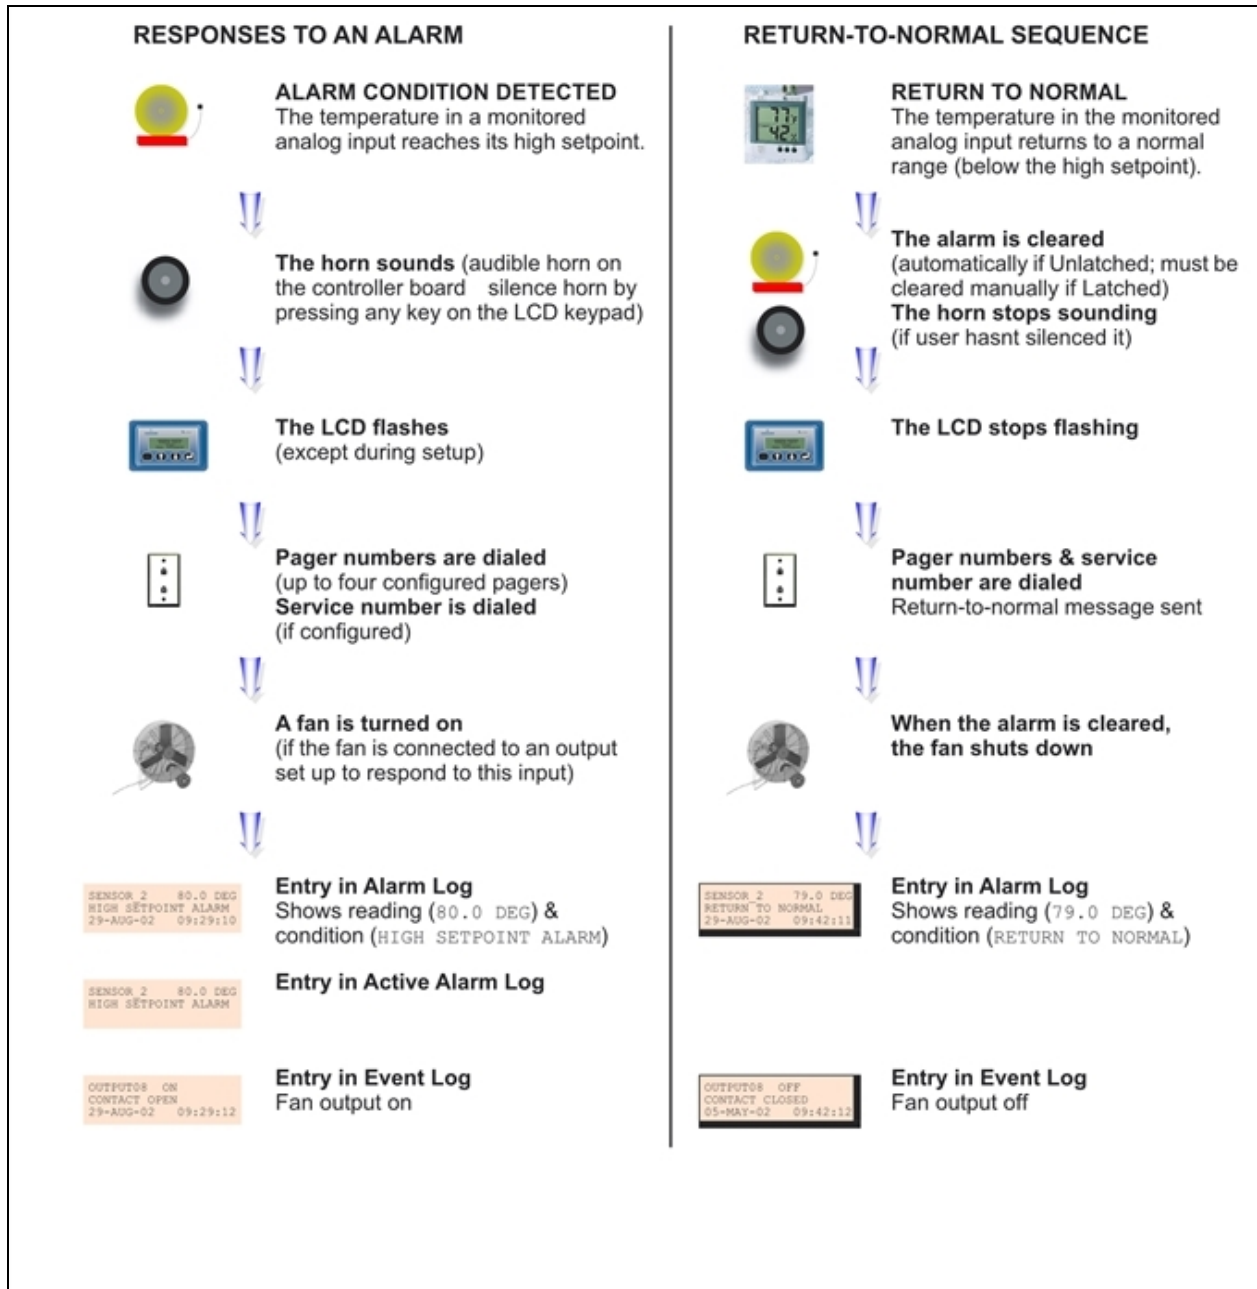 RESPONSES TO AN ALARM
ALARM CONDITION DETECTED
The temperature in a monitored
analog input reaches its high setpoint.
The horn sounds (audible horn on
the controller board silence horn by
pressing any key on the LCD keypad)
The LCD flashes
(except during setup)
Pager numbers are dialed
(up to four configured pagers)
Service number is dialed
(if configured)
A fan is turned on
(if the fan is connected to an output
set up to respond to this input)
SENSOR_2 80.0 DEG
HIGH SETPOINT ALARM
29-AUG-02 09:29:10
Entry in Alarm Log
Shows reading (80.0 DEG) &
condition (HIGH SETPOINT ALARM)
SENSOR_2 80.0 DEG
HIGH SETPOINT ALARM
Entry in Active Alarm Log
OUTPUT08 ON
CONTACT OPEN
29-AUG-02 09:29:12
Entry in Event Log
Fan output on
RETURN-TO-NORMAL SEQUENCE
77
42
RETURN TO NORMAL
The temperature in the monitored
analog input returns to a normal
range (below the high setpoint).
The alarm is cleared
(automatically if Unlatched; must be
cleared manually if Latched)
The horn stops sounding
(if user hasnt silenced it)
The LCD stops flashing
Pager numbers & service
number are dialed
Return-to-normal message sent
When the alarm is cleared,
the fan shuts down
SENSOR_2 79.0 DEG
RETURN TO NORMAL
29-AUG-02 09:42:11
Entry in Alarm Log
Shows reading (79.0 DEG) &
condition (RETURN TO NORMAL)
OUTPUT08 OFF
CONTACT CLOSED
05-MAY-02 09:42:12
Entry in Event Log
Fan output off